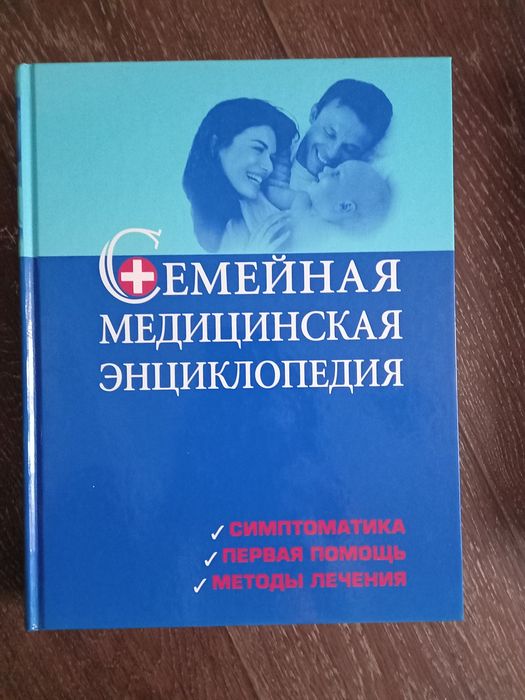 СЕМЕЙНАЯ
МЕДИЦИНСКАЯ
ЭНЦИКЛОПЕДИЯ
✓ СИМПТОМАТИКА
✓ ПЕРВАЯ ПОМОЩЬ
✓ МЕТОДЫ ЛЕЧЕНИЯ